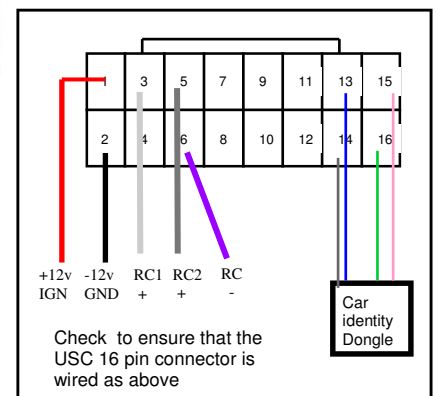 1 3 5 7 9 11 13 15
2 4 6 8 10 12 14 16
+12v -12v RC1 RC2 RC
IGN GND + + -
Car
identity
Dongle
Check to ensure that the
USC 16 pin connector is
wired as above